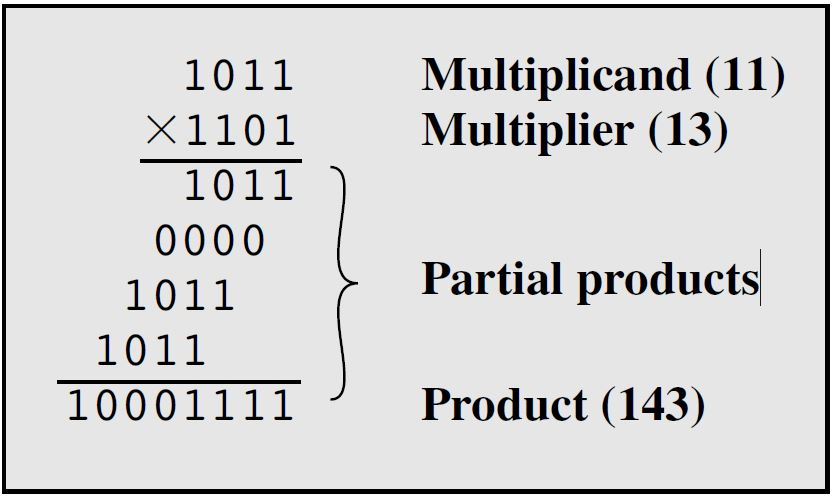 1011 Multiplicand (11)
×1101 Multiplier (13)
1011
0000
Partial products
1011
1011
10001111 Product (143)